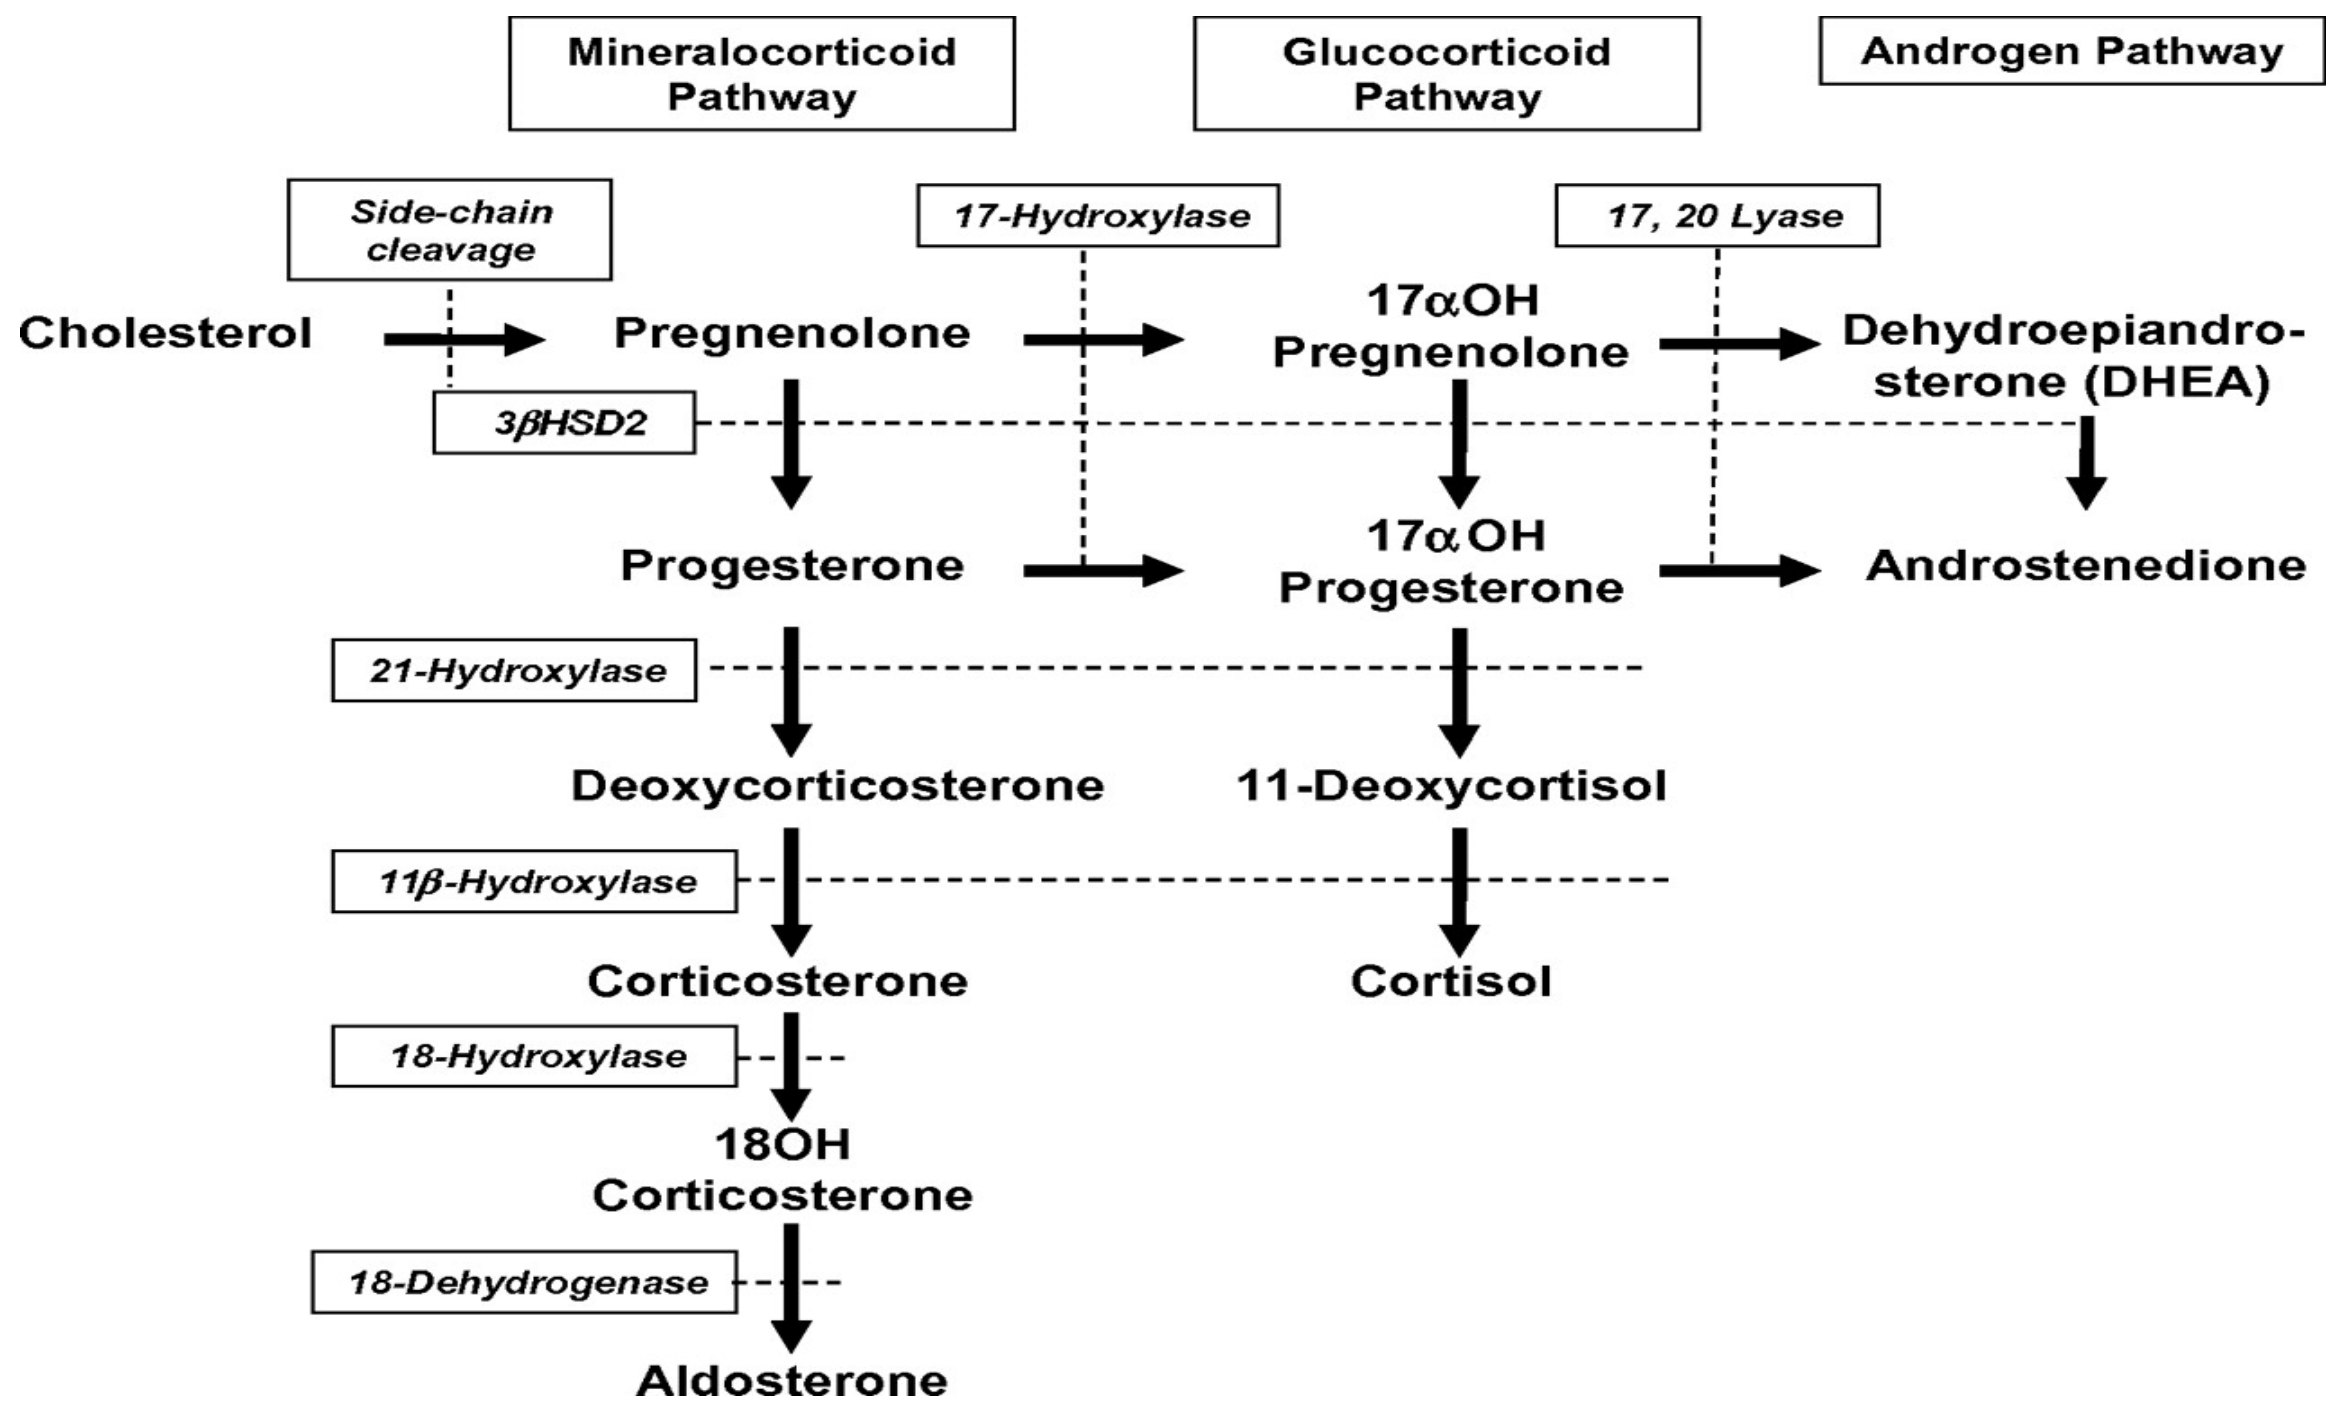 Mineralocorticoid
Pathway
Glucocorticoid
Pathway
Androgen Pathway
Side-chain
cleavage
17-Hydroxylase
17, 20 Lyase
Cholesterol
Pregnenolone
17αOH
Pregnenolone
Dehydroepiandro-
sterone (DHEA)
3βHSD2
Progesterone
17αOH
Progesterone
Androstenedione
21-Hydroxylase
Deoxycorticosterone
11-Deoxycortisol
11β-Hydroxylase
Corticosterone
Cortisol
18-Hydroxylase
18OH
Corticosterone
18-Dehydrogenase
Aldosterone